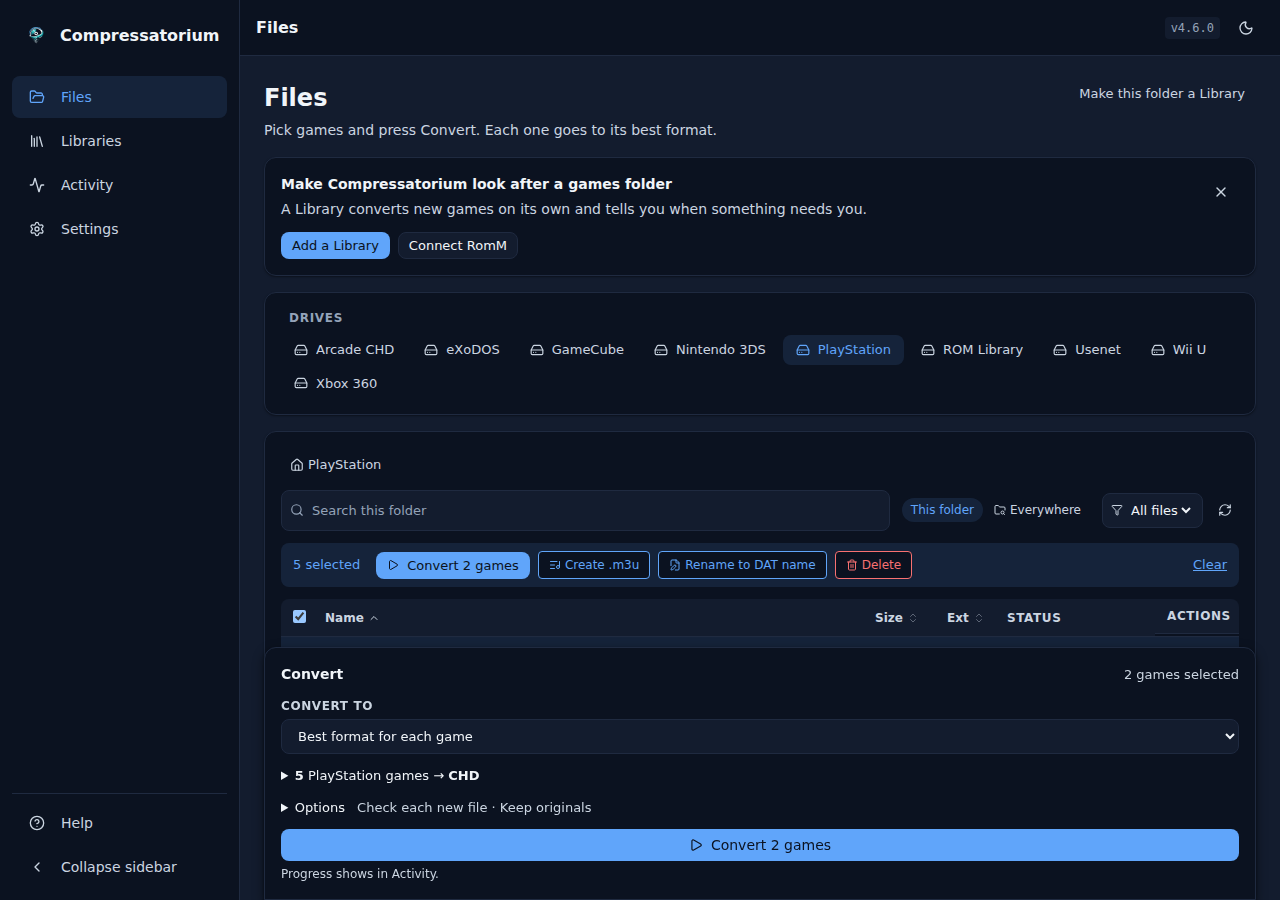 Compressatorium
Files
Libraries
Activity
Settings
Help
Collapse sidebar
Files
v4.6.0
Files
Make this folder a Library
Pick games and press Convert. Each one goes to its best format.
Make Compressatorium look after a games folder
A Library converts new games on its own and tells you when something needs you.
Add a Library
Connect RomM
DRIVES
Arcade CHD
eXoDOS
GameCube
Nintendo 3DS
PlayStation
ROM Library
Usenet
Wii U
Xbox 360
PlayStation
Search this folder
This folder
Everywhere
All files
5 selected
Convert 2 games
Create .m3u
Rename to DAT name
Delete
Clear
Name
Size
Ext
STATUS
ACTIONS
Convert
2 games selected
CONVERT TO
Best format for each game
5 PlayStation games → CHD
Options Check each new file · Keep originals
Convert 2 games
Progress shows in Activity.